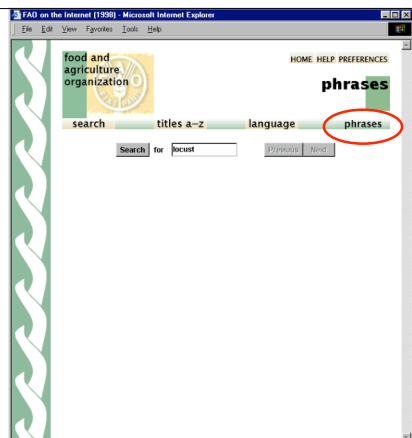 FAO on the Internet (1998) - Microsoft Internet Explorer
File Edit View Favorites Tools Help
food and
agriculture
organization
HOME HELP PREFERENCES
phrases
search titles a–z language phrases
Search for locust Previous Next